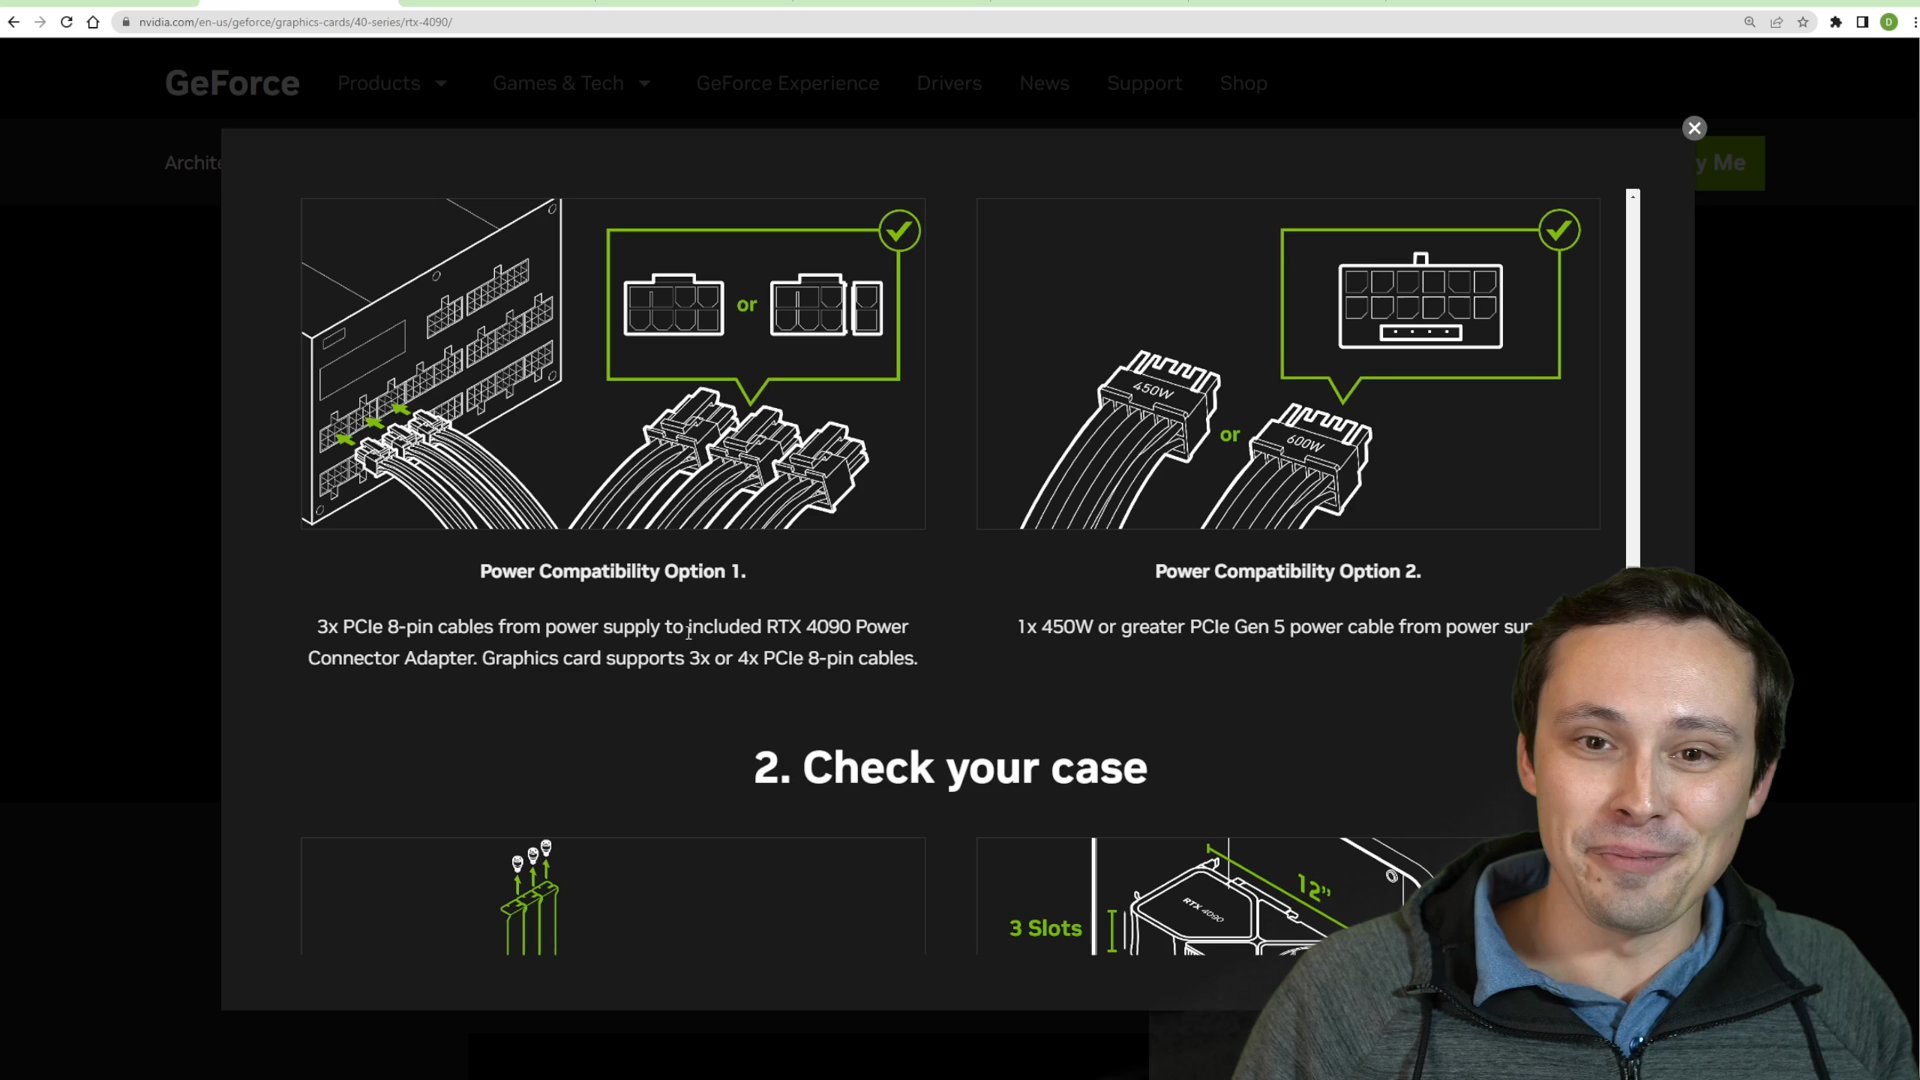 nvidia.com/en-us/geforce/graphics-cards/40-series/rtx-4090/
D
GeForce Products Games & Tech GeForce Experience Drivers News Support Shop
Archite
y Me
or
450W
or
600W
Power Compatibility Option 1.
3x PCIe 8-pin cables from power supply to included RTX 4090 Power
Connector Adapter. Graphics card supports 3x or 4x PCIe 8-pin cables.
Power Compatibility Option 2.
1x 450W or greater PCIe Gen 5 power cable from power sup
2. Check your case
12"
RTX 4090
3 Slots